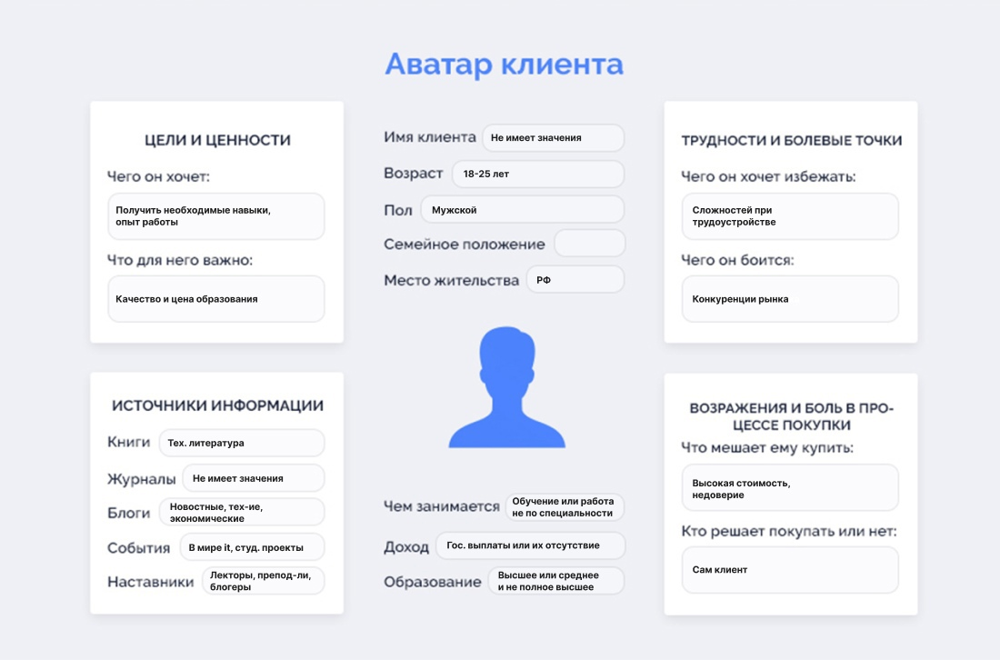 Аватар клиента
ЦЕЛИ И ЦЕННОСТИ
Чего он хочет:
Получить необходимые навыки,
опыт работы
Что для него важно:
Качество и цена образования
Имя клиента Не имеет значения
Возраст 18-25 лет
Пол Мужской
Семейное положение
Место жительства РФ
ТРУДНОСТИ И БОЛЕВЫЕ ТОЧКИ
Чего он хочет избежать:
Сложностей при
трудоустройстве
Чего он боится:
Конкуренции рынка
ИСТОЧНИКИ ИНФОРМАЦИИ
Книги Тех. литература
Журналы Не имеет значения
Блоги Новостные, тех-ие,
экономические
События В мире it, студ. проекты
Наставники Лекторы, препод-ли,
блогеры
Чем занимается Обучение или работа
не по специальности
Доход Гос. выплаты или их отсутствие
Образование Высшее или среднее
и не полное высшее
ВОЗРАЖЕНИЯ И БОЛЬ В ПРО-
ЦЕССЕ ПОКУПКИ
Что мешает ему купить:
Высокая стоимость,
недоверие
Кто решает покупать или нет:
Сам клиент